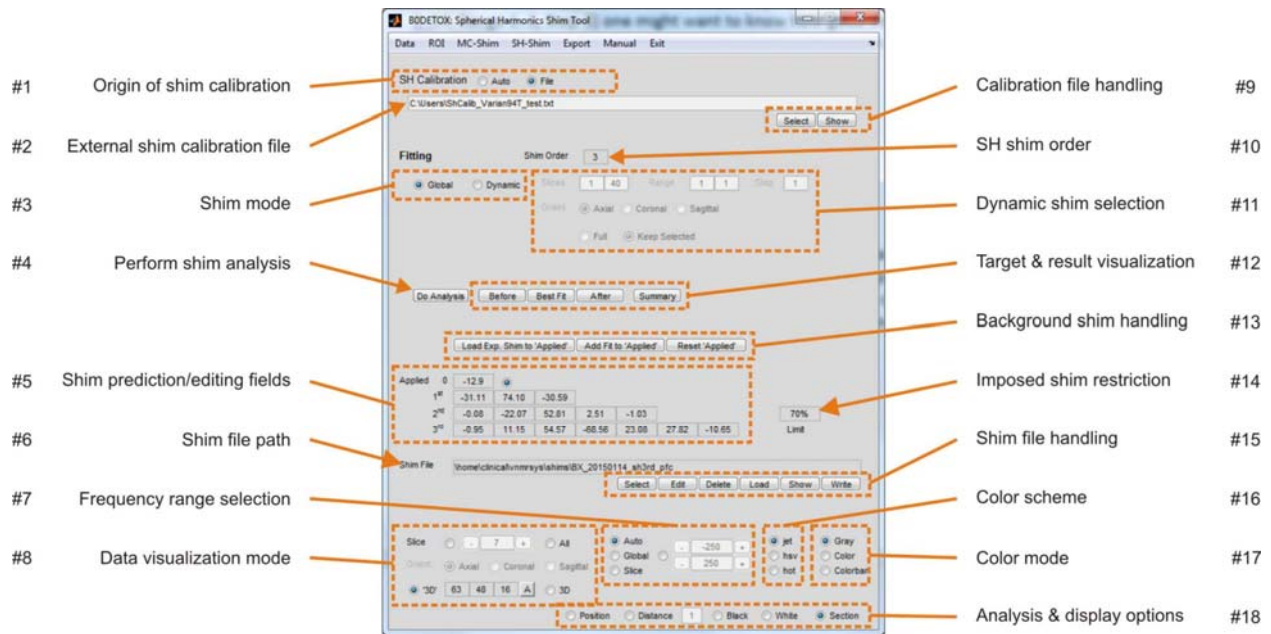 B0DETOX: Spherical Harmonics Shim Tool one might want to know
Data ROI MC-Shim SH-Shim Export Manual Exit
#1 Origin of shim calibration
SH Calibration Auto File
C:\Users\ShCalib_Varian94T_test.txt
Select Show
Calibration file handling #9
#2 External shim calibration file
Fitting Shim Order 3
SH shim order #10
#3 Shim mode
Global Dynamic
Slices 1 40 Range 1 1 Step 1
Orient. Axial Coronal Sagittal
Full Keep Selected
Dynamic shim selection #11
#4 Perform shim analysis
Do Analysis Before Best Fit After Summary
Target & result visualization #12
Load Exp. Shim to 'Applied' Add Fit to 'Applied' Reset 'Applied'
Background shim handling #13
#5 Shim prediction/editing fields
Applied 0 -12.9
1st -31.11 74.10 -30.59
2nd -0.08 -22.07 52.81 2.51 -1.03
3rd -0.95 11.15 54.57 -68.56 23.08 27.82 -10.65
70%
Limit
Imposed shim restriction #14
#6 Shim file path
Shim File \home\clinical\vnmrsys\shims\BX_20150114_sh3rd_pfc
Select Edit Delete Load Show Write
Shim file handling #15
#7 Frequency range selection
Color scheme #16
#8 Data visualization mode
Slice - 7 + All
Orient. Axial Coronal Sagittal
'3D' 63 48 16 A 3D
Auto
Global
Slice
- -250 +
- 250 +
jet
hsv
hot
Gray
Color
Colorbar
Color mode #17
Position Distance 1 Black White Section
Analysis & display options #18